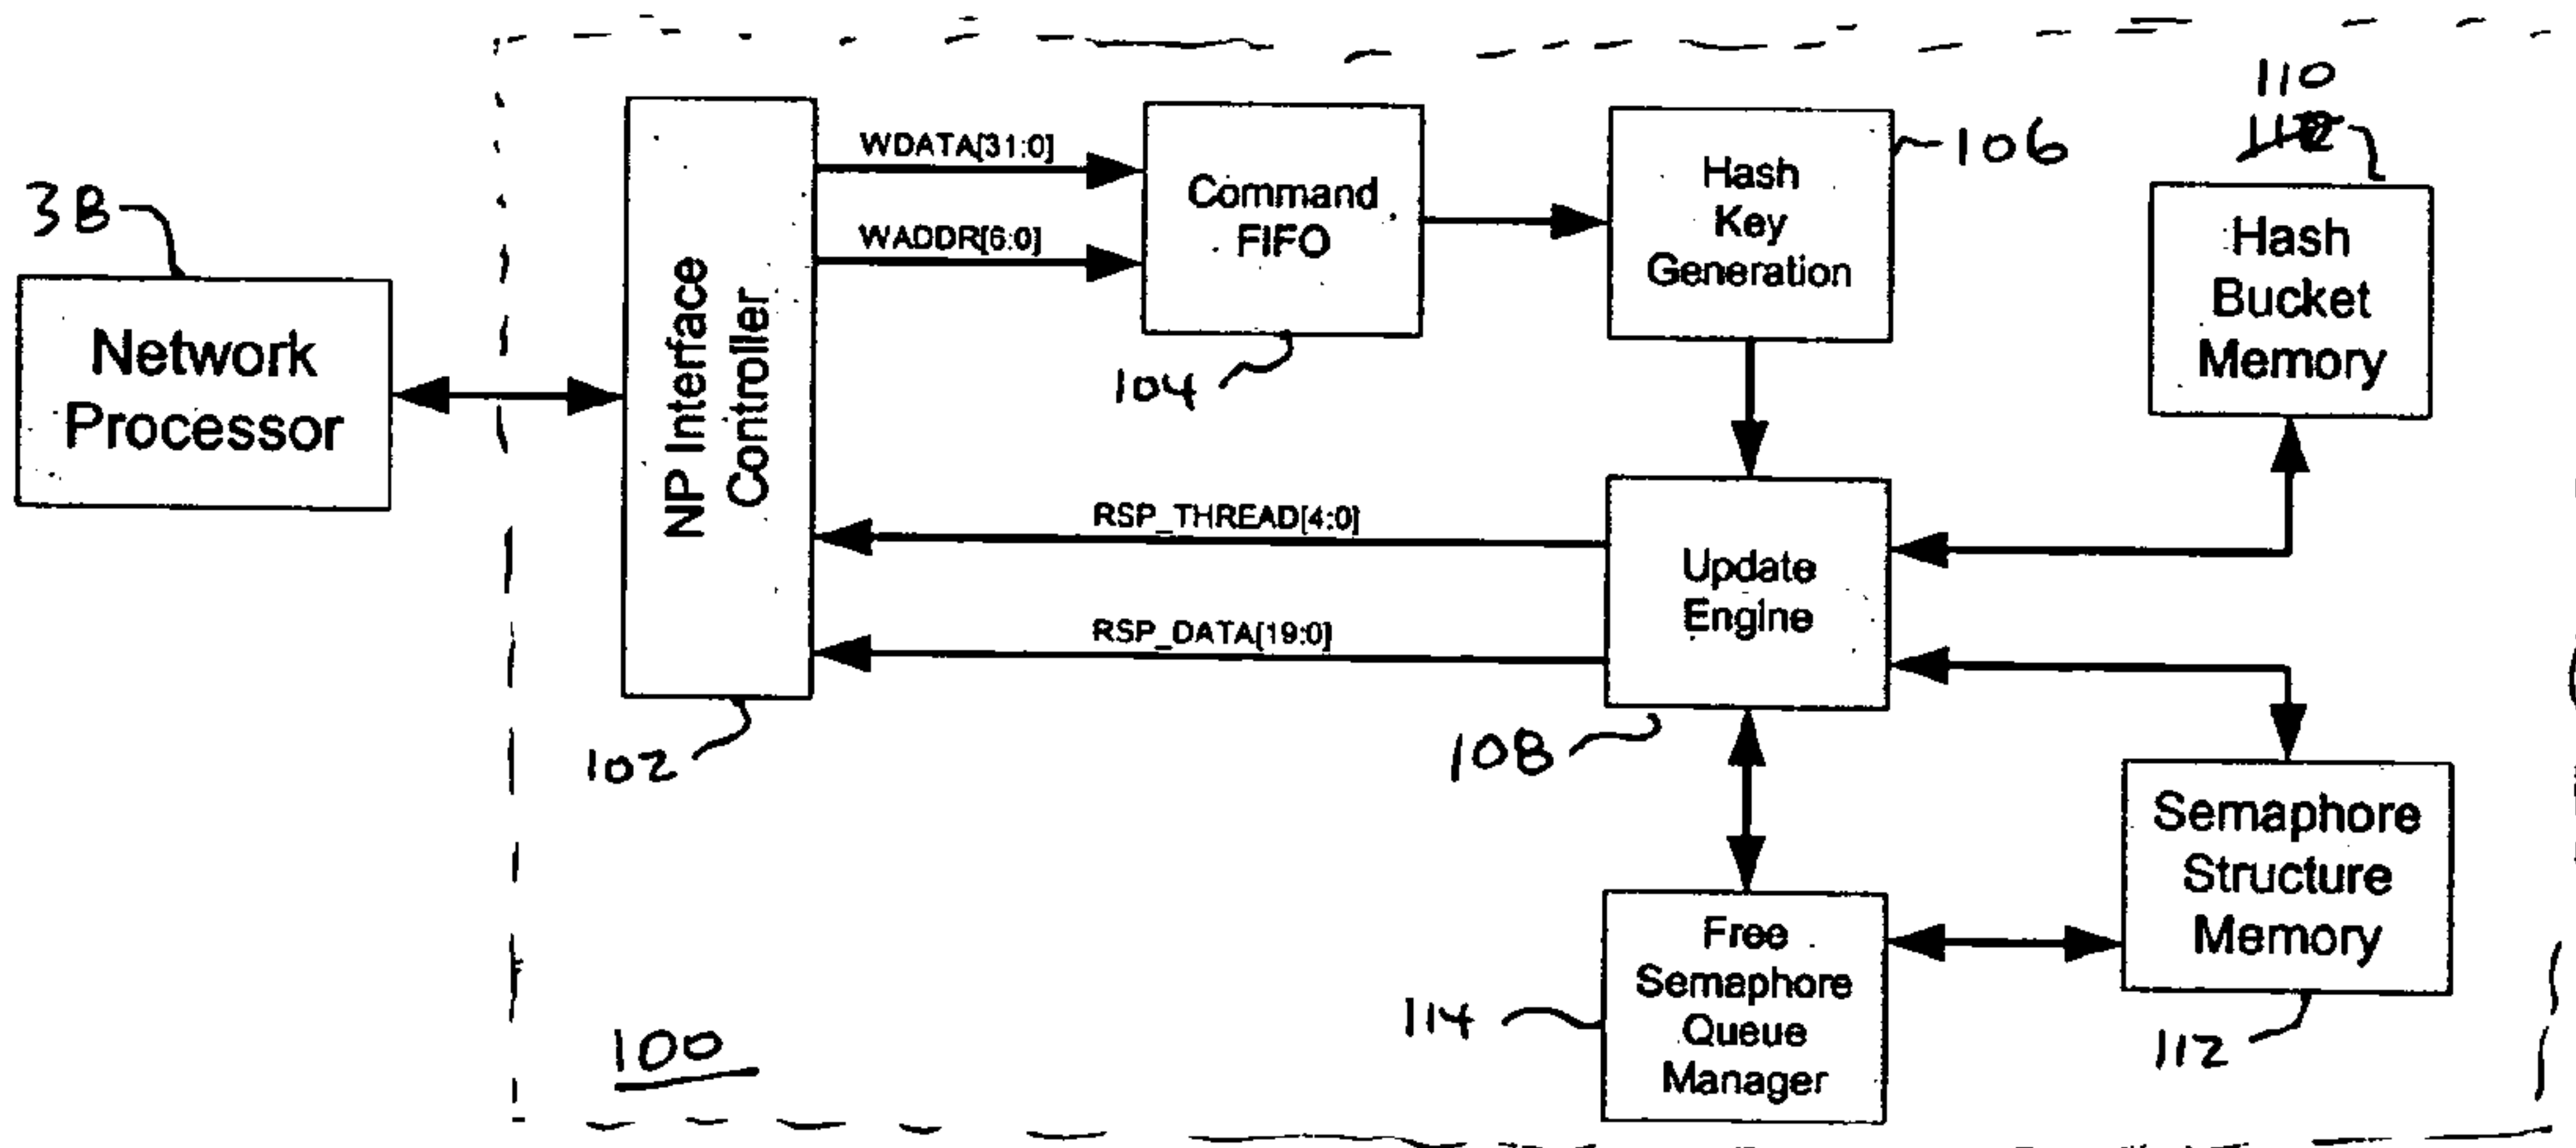 38
Network
Processor
NP Interface
Controller
102
WDATA[31:0]
WADDR[6:0]
Command
FIFO
104
Hash
Key
Generation
106
110
Hash
Bucket
Memory
RSP_THREAD[4:0]
RSP_DATA[19:0]
Update
Engine
108
Free
Semaphore
Queue
Manager
114
Semaphore
Structure
Memory
112
100